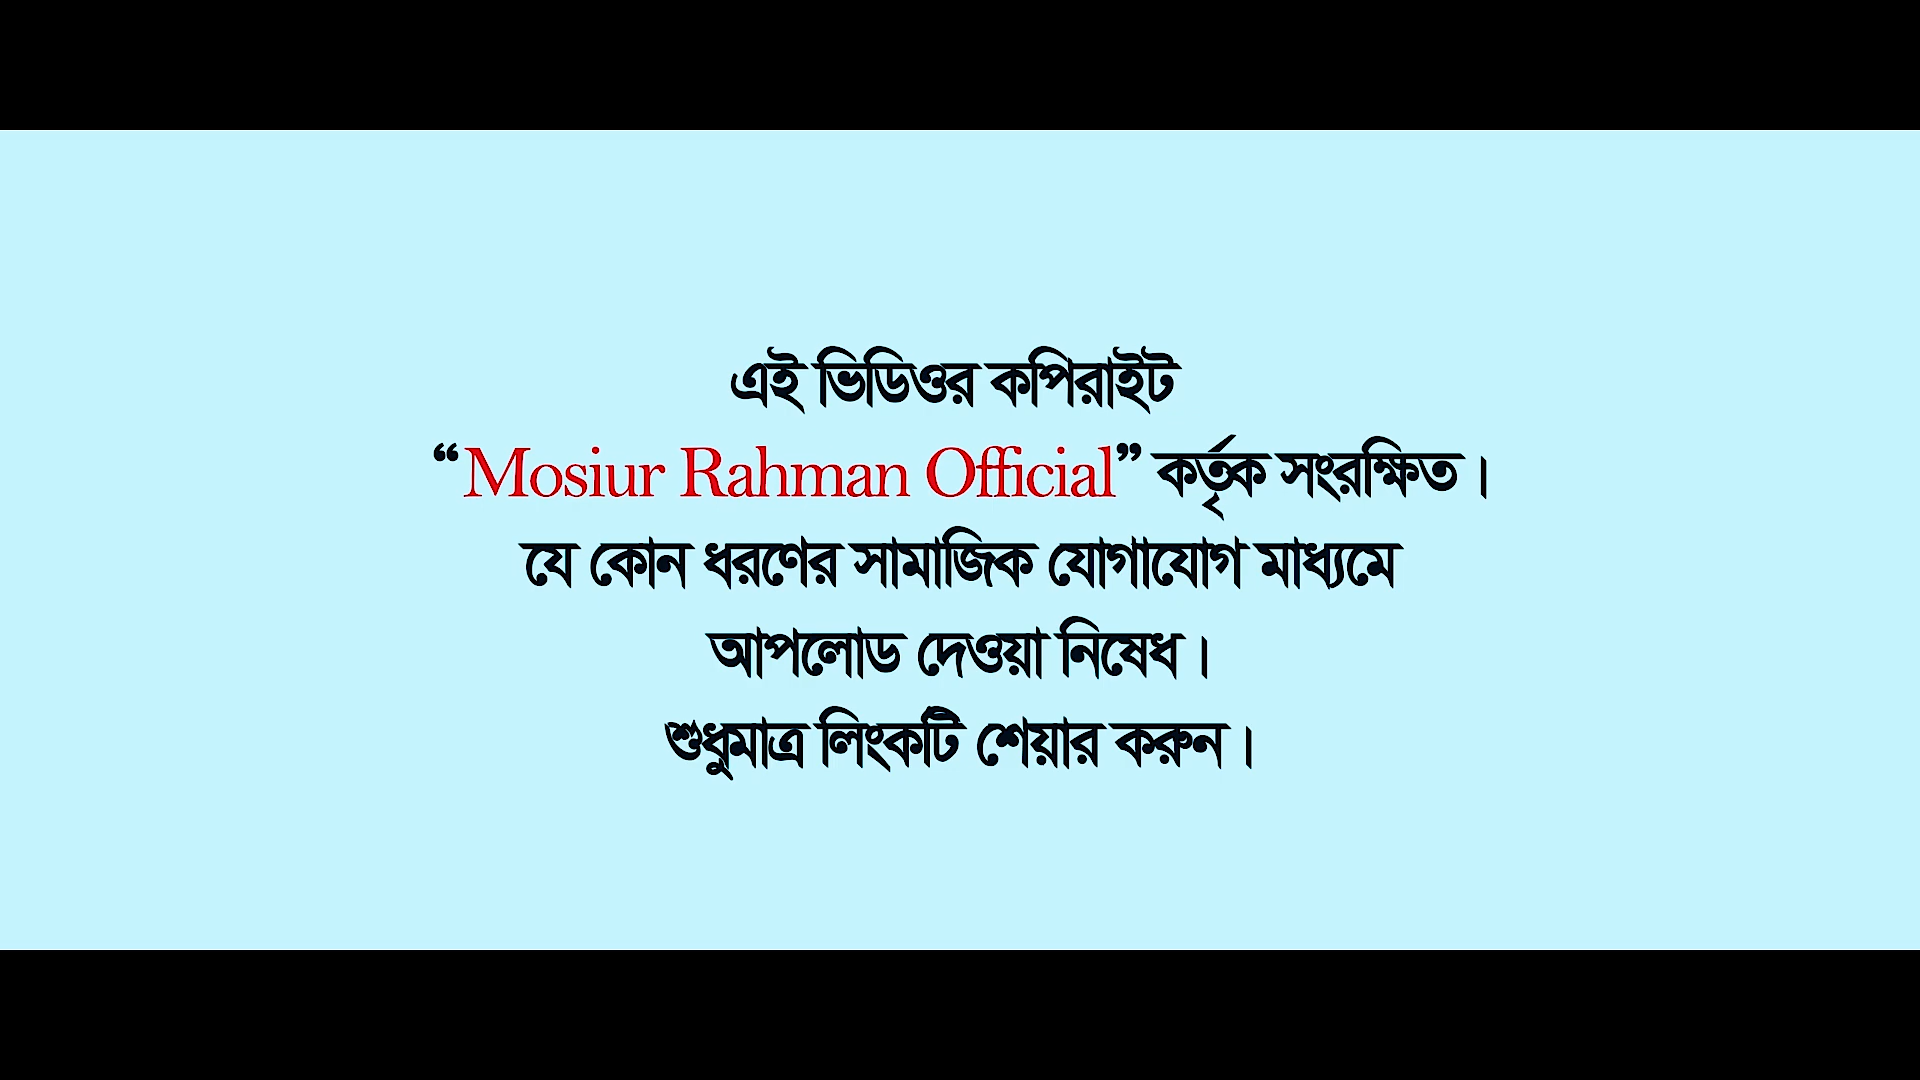 এই ভিডিওর কপিরাইট
“Mosiur Rahman Official” কর্তৃক সংরক্ষিত।
যে কোন ধরণের সামাজিক যোগাযোগ মাধ্যমে
আপলোড দেওয়া নিষেধ।
শুধুমাত্র লিংকটি শেয়ার করুন।